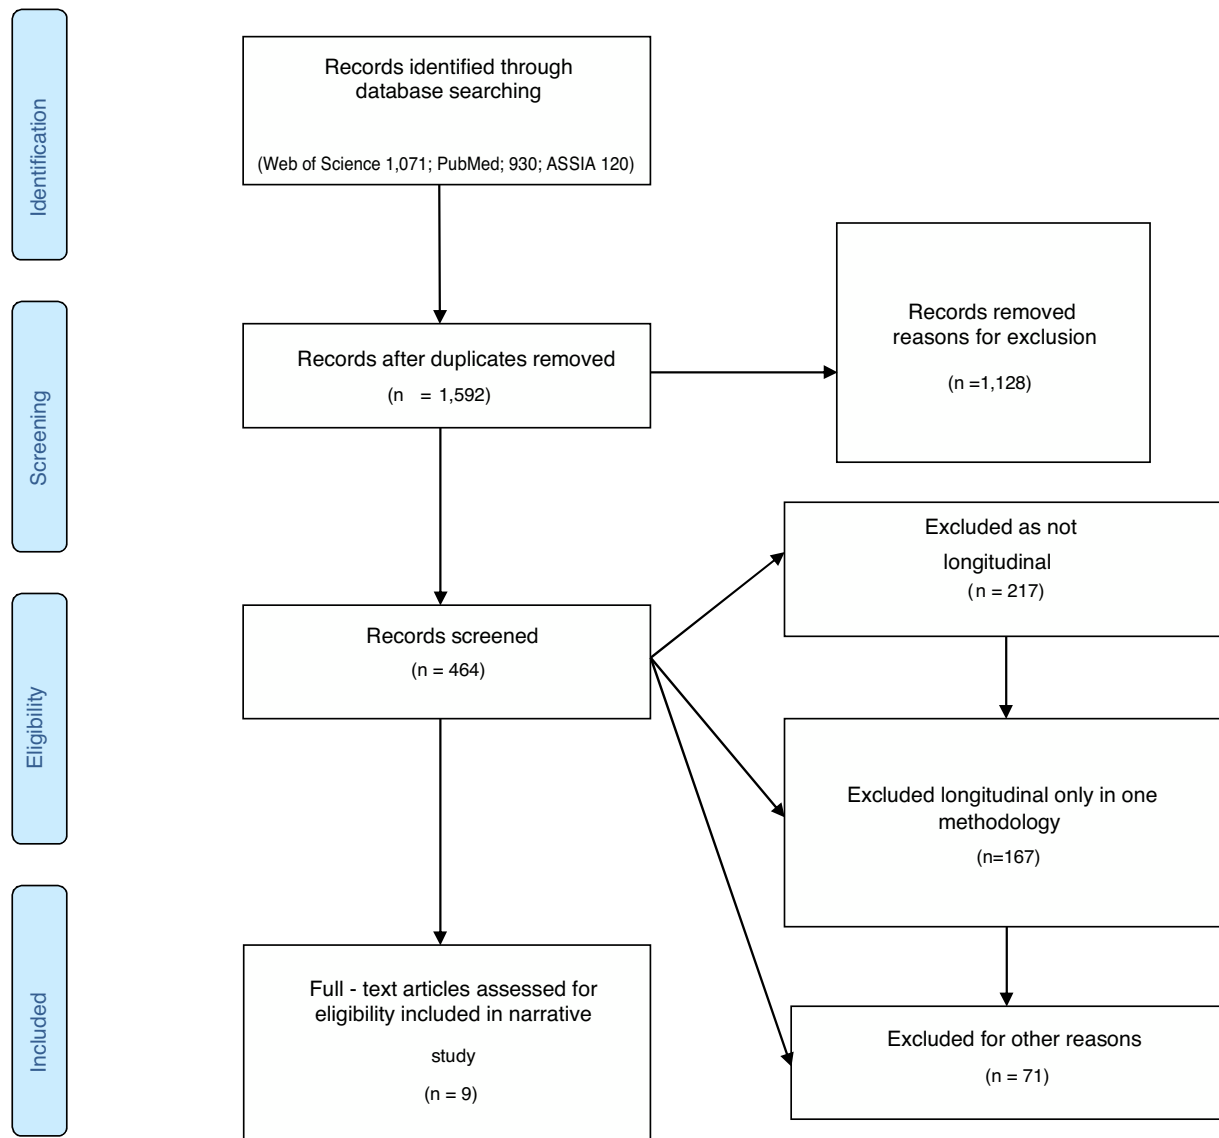 Identification
Records identified through
database searching
(Web of Science 1,071; PubMed; 930; ASSIA 120)
Screening
Records after duplicates removed
(n = 1,592)
Records removed
reasons for exclusion
(n =1,128)
Eligibility
Records screened
(n = 464)
Excluded as not
longitudinal
(n = 217)
Excluded longitudinal only in one
methodology
(n=167)
Included
Full - text articles assessed for
eligibility included in narrative
study
(n = 9)
Excluded for other reasons
(n = 71)